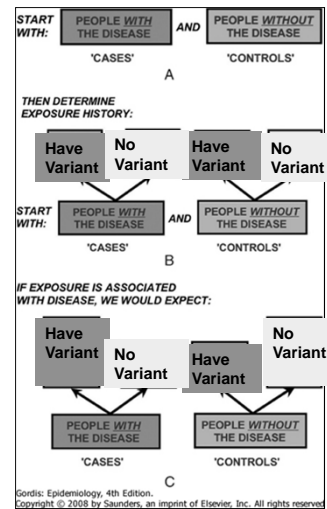 START
WITH:
PEOPLE WITH
THE DISEASE
AND
PEOPLE WITHOUT
THE DISEASE
'CASES'
'CONTROLS'
A
THEN DETERMINE
EXPOSURE HISTORY:
Have
Variant
No
Variant
Have
Variant
No
Variant
START
WITH:
PEOPLE WITH
THE DISEASE
AND
PEOPLE WITHOUT
THE DISEASE
'CASES'
'CONTROLS'
B
IF EXPOSURE IS ASSOCIATED
WITH DISEASE, WE WOULD EXPECT:
Have
Variant
No
Variant
Have
Variant
No
Variant
PEOPLE WITH
THE DISEASE
PEOPLE WITHOUT
THE DISEASE
'CASES'
'CONTROLS'
C
Gordis: Epidemiology, 4th Edition.
Copyright © 2008 by Saunders, an imprint of Elsevier, Inc. All rights reserved